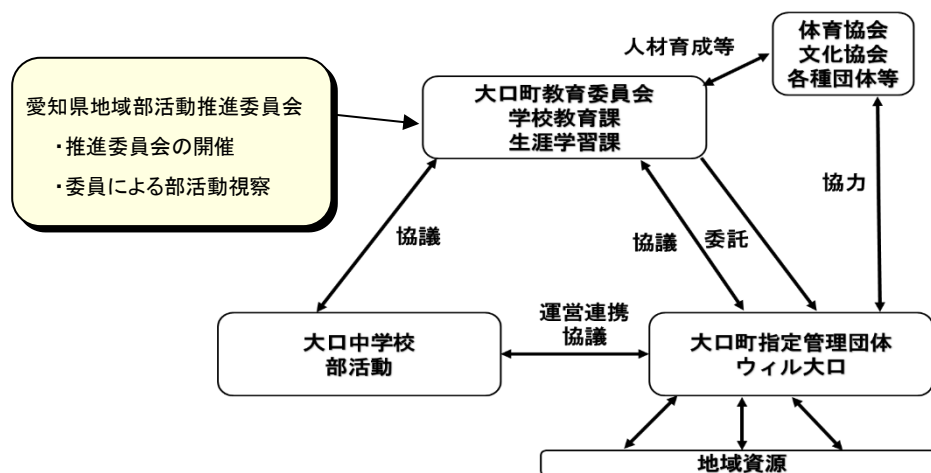 体育協会
文化協会
各種団体等
人材育成等
愛知県地域部活動推進委員会
・推進委員会の開催
・委員による部活動視察
大口町教育委員会
学校教育課
生涯学習課
協力
協議
協議
委託
運営連携
協議
大口中学校
部活動
大口町指定管理団体
ウィル大口
地域資源